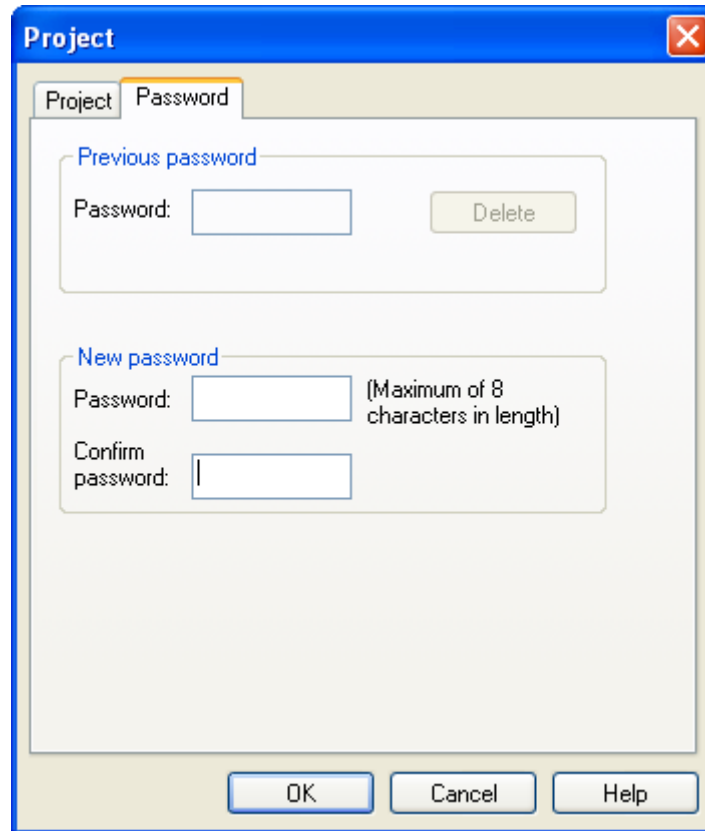 Project
Project Password
Previous password
Password: Delete
New password
Password: (Maximum of 8
characters in length)
Confirm
password:
OK Cancel Help